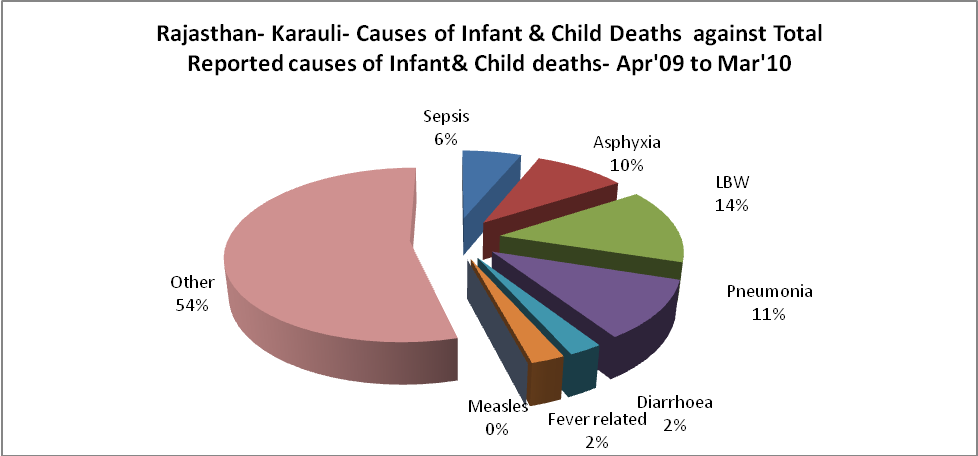 Rajasthan- Karauli- Causes of Infant & Child Deaths against Total
Reported causes of Infant& Child deaths- Apr'09 to Mar'10
Sepsis
6%
Asphyxia
10%
LBW
14%
Pneumonia
11%
Diarrhoea
2%
Fever related
2%
Measles
0%
Other
54%